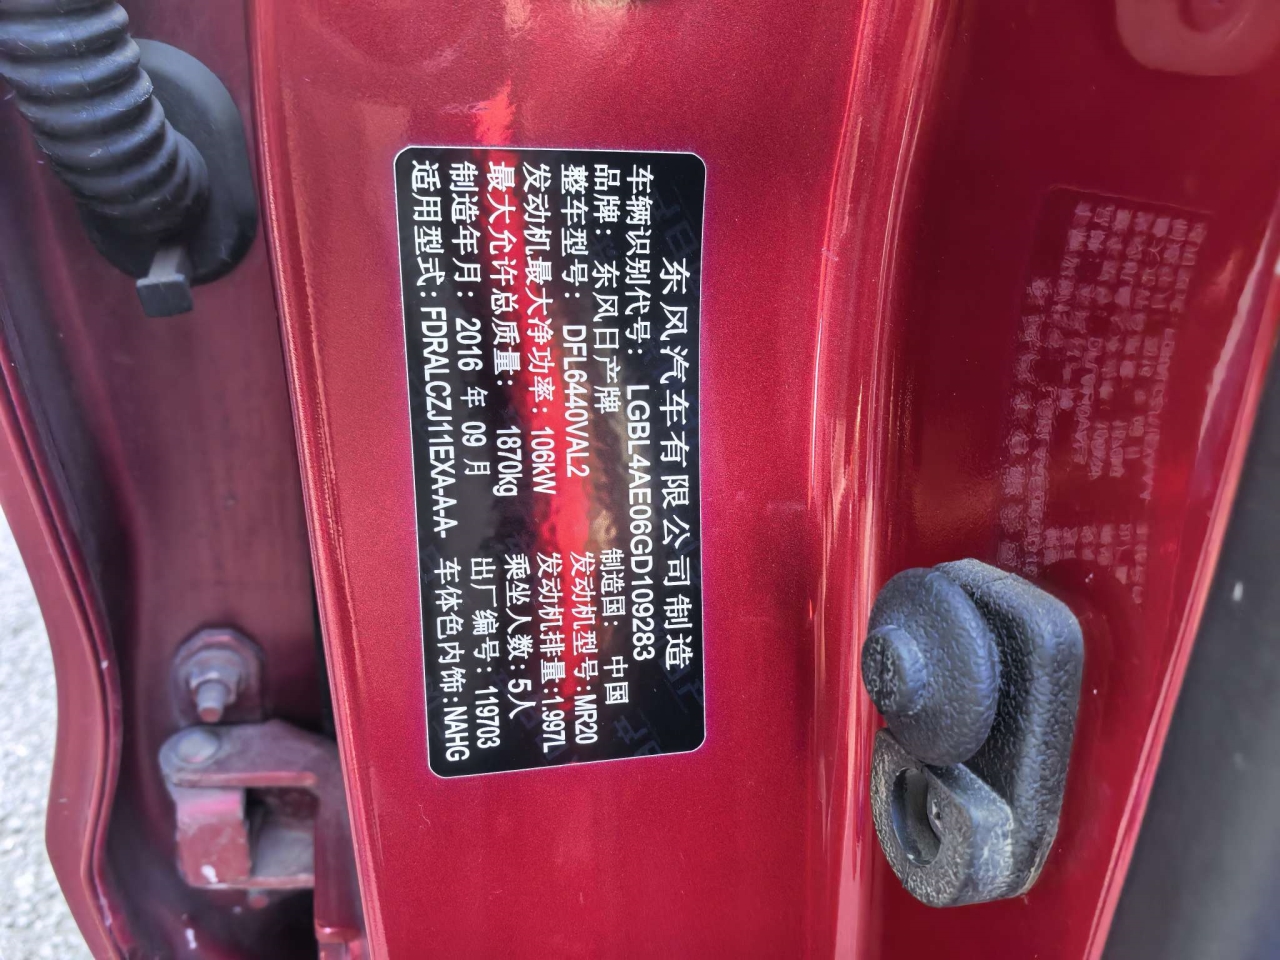 东风汽车有限公司制造
车辆识别代号：LGBL4AE06GD109283
品牌：东风日产牌 制造国：中国
整车型号：DFL6440VAL2 发动机型号：MR20
发动机最大净功率：106kW 发动机排量：1.997L
最大允许总质量：1870kg 乘坐人数：5人
制造年月：2016 年 09 月 出厂编号：119703
适用型式：FDRALCZJ11EXA-A-A- 车体色内饰：NAHG